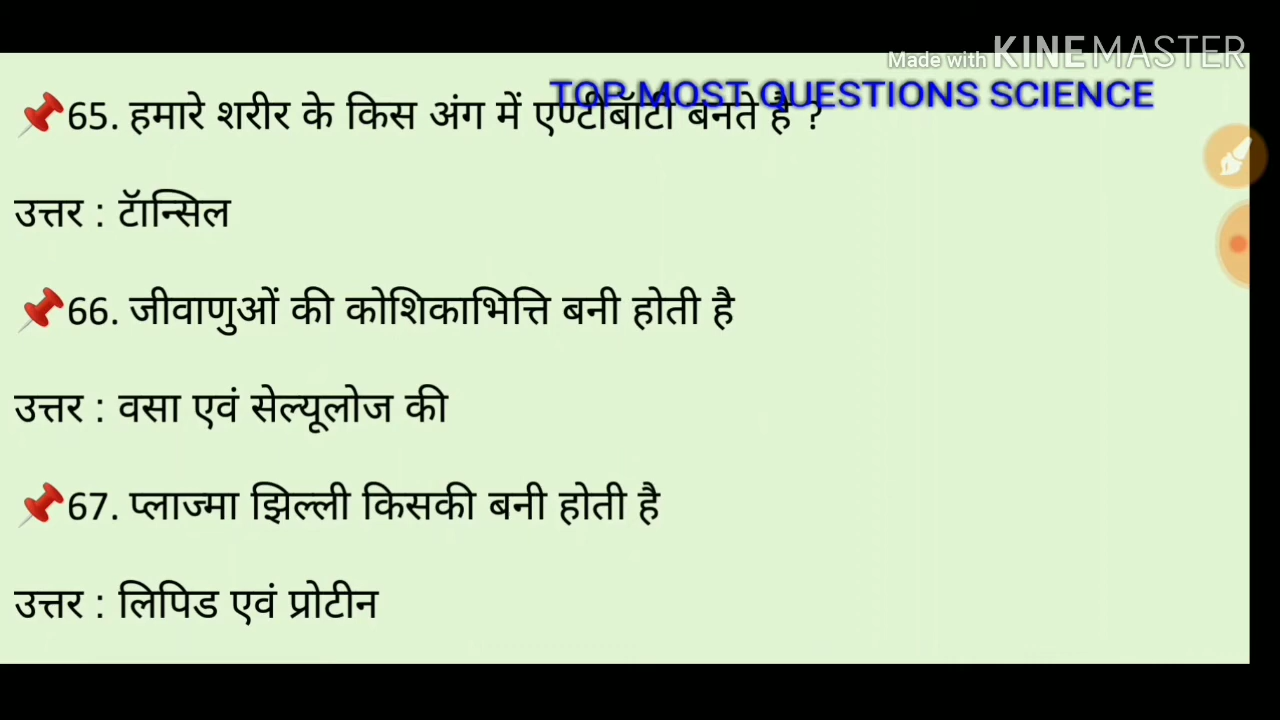 Made with KINEMASTER
TOP MOST QUESTIONS SCIENCE
65. हमारे शरीर के किस अंग में एण्टीबॉटी बनते है ?
उत्तर : टॅान्सिल
66. जीवाणुओं की कोशिकाभित्ति बनी होती है
उत्तर : वसा एवं सेल्यूलोज की
67. प्लाज्मा झिल्ली किसकी बनी होती है
उत्तर : लिपिड एवं प्रोटीन